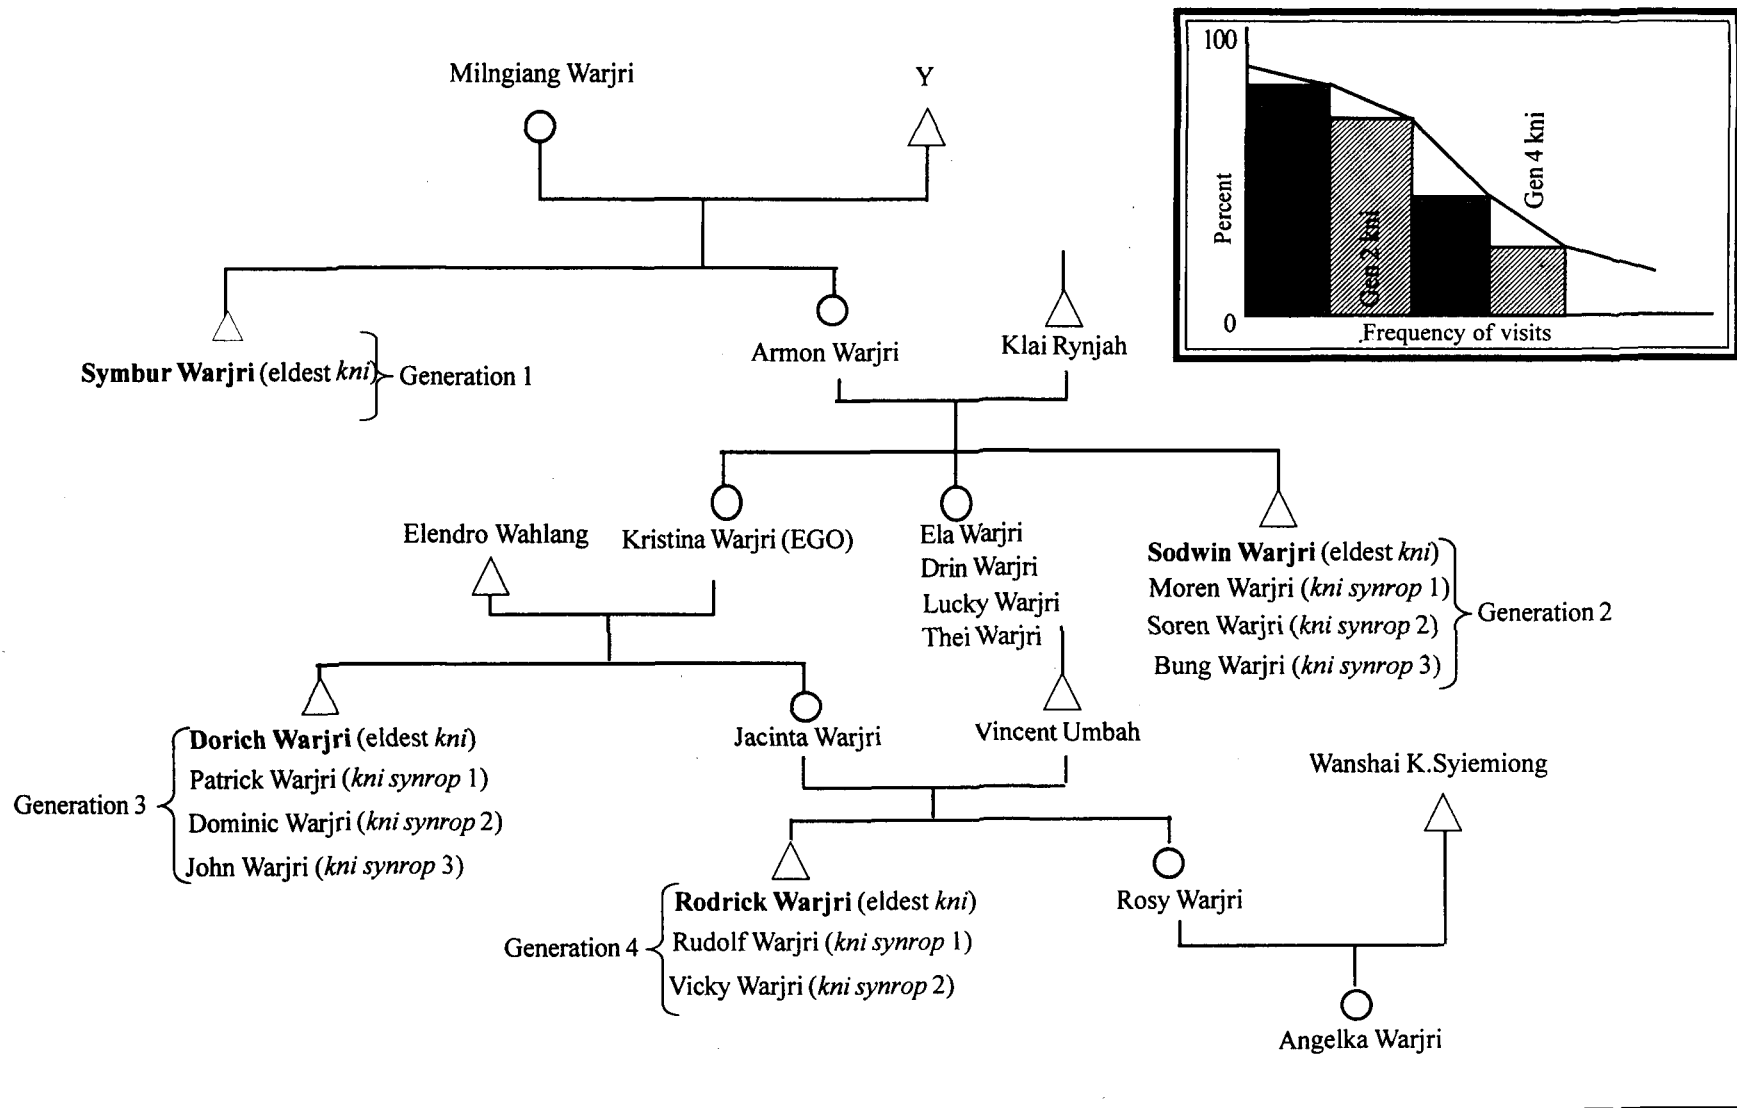 Milngiang Warjri
Y
100
Percent
Gen 2 kni
Gen 4 kni
0
Frequency of visits
Symbur Warjri (eldest kni)
Generation 1
Armon Warjri
Klai Rynjah
Elendro Wahlang
Kristina Warjri (EGO)
Ela Warjri
Drin Warjri
Lucky Warjri
Thei Warjri
Sodwin Warjri (eldest kni)
Moren Warjri (kni synrop 1)
Soren Warjri (kni synrop 2)
Bung Warjri (kni synrop 3)
Generation 2
Dorich Warjri (eldest kni)
Patrick Warjri (kni synrop 1)
Dominic Warjri (kni synrop 2)
John Warjri (kni synrop 3)
Generation 3
Jacinta Warjri
Vincent Umbah
Wanshai K.Syiemiong
Rodrick Warjri (eldest kni)
Rudolf Warjri (kni synrop 1)
Vicky Warjri (kni synrop 2)
Generation 4
Rosy Warjri
Angelka Warjri